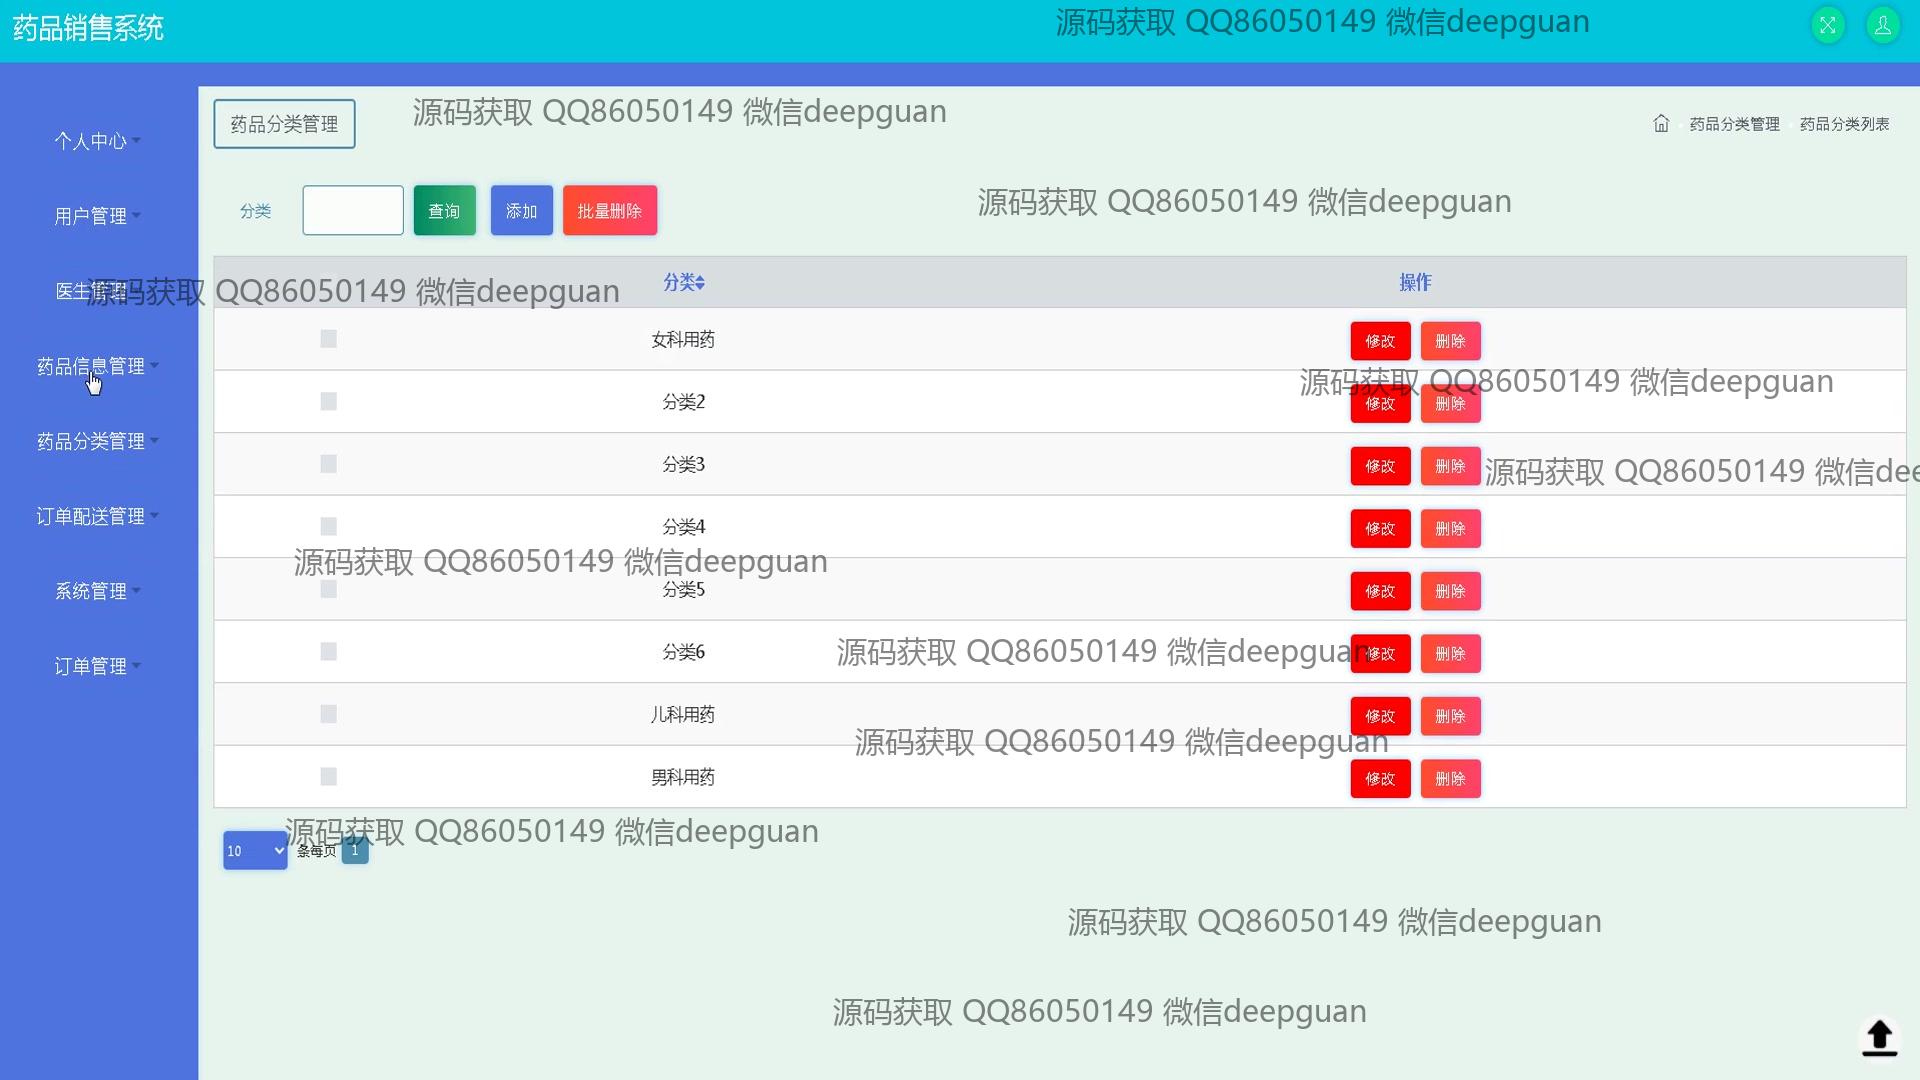 药品销售系统
源码获取 QQ86050149 微信deepguan
药品分类管理
源码获取 QQ86050149 微信deepguan
药品分类管理 药品分类列表
个人中心
用户管理
医生管理
药品信息管理
药品分类管理
订单配送管理
系统管理
订单管理
分类 查询 添加 批量删除
源码获取 QQ86050149 微信deepguan
源码获取 QQ86050149 微信deepguan
分类 操作
女科用药 修改 删除
源码获取 QQ86050149 微信deepguan
分类2 修改 删除
分类3 修改 删除
源码获取 QQ86050149 微信dee
分类4 修改 删除
源码获取 QQ86050149 微信deepguan
分类5 修改 删除
分类6 修改 删除
源码获取 QQ86050149 微信deepguan
儿科用药 修改 删除
源码获取 QQ86050149 微信deepguan
男科用药 修改 删除
源码获取 QQ86050149 微信deepguan
10 条每页 1
源码获取 QQ86050149 微信deepguan
源码获取 QQ86050149 微信deepguan